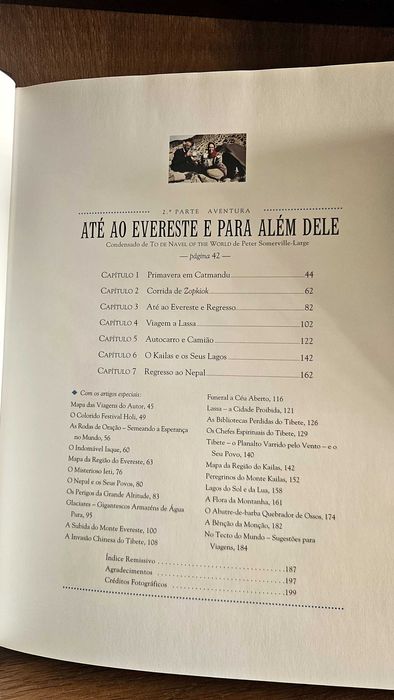 2.ª PARTE AVENTURA
ATÉ AO EVERESTE E PARA ALÉM DELE
Condensado de TO DE NAVEL OF THE WORLD de Peter Somerville-Large
— página 42 —
CAPÍTULO 1 Primavera em Catmandu 44
CAPÍTULO 2 Corrida de Zopkiok 62
CAPÍTULO 3 Até ao Evereste e Regresso 82
CAPÍTULO 4 Viagem a Lassa 102
CAPÍTULO 5 Autocarro e Camião 122
CAPÍTULO 6 O Kailas e os Seus Lagos 142
CAPÍTULO 7 Regresso ao Nepal 162
◆ Com os artigos especiais:
Mapa das Viagens do Autor, 45
O Colorido Festival Holi, 49
As Rodas de Oração – Semeando a Esperança
no Mundo, 56
O Indomável Iaque, 60
Mapa da Região do Evereste, 63
O Misterioso Ieti, 76
O Nepal e os Seus Povos, 80
Os Perigos da Grande Altitude, 83
Glaciares – Gigantescos Armazéns de Água
Pura, 95
A Subida do Monte Evereste, 100
A Invasão Chinesa do Tibete, 108
Funeral a Céu Aberto, 116
Lassa – a Cidade Proibida, 121
As Bibliotecas Perdidas do Tibete, 126
Os Chefes Espirituais do Tibete, 129
Tibete – o Planalto Varrido pelo Vento – e o
Seu Povo, 140
Mapa da Região do Kailas, 142
Peregrinos do Monte Kailas, 152
Lagos do Sol e da Lua, 158
A Flora da Montanha, 161
O Abutre-de-barba Quebrador de Ossos, 174
A Bênção da Monção, 182
No Tecto do Mundo – Sugestões para
Viagens, 184
Índice Remissivo 187
Agradecimentos 197
Créditos Fotográficos 199